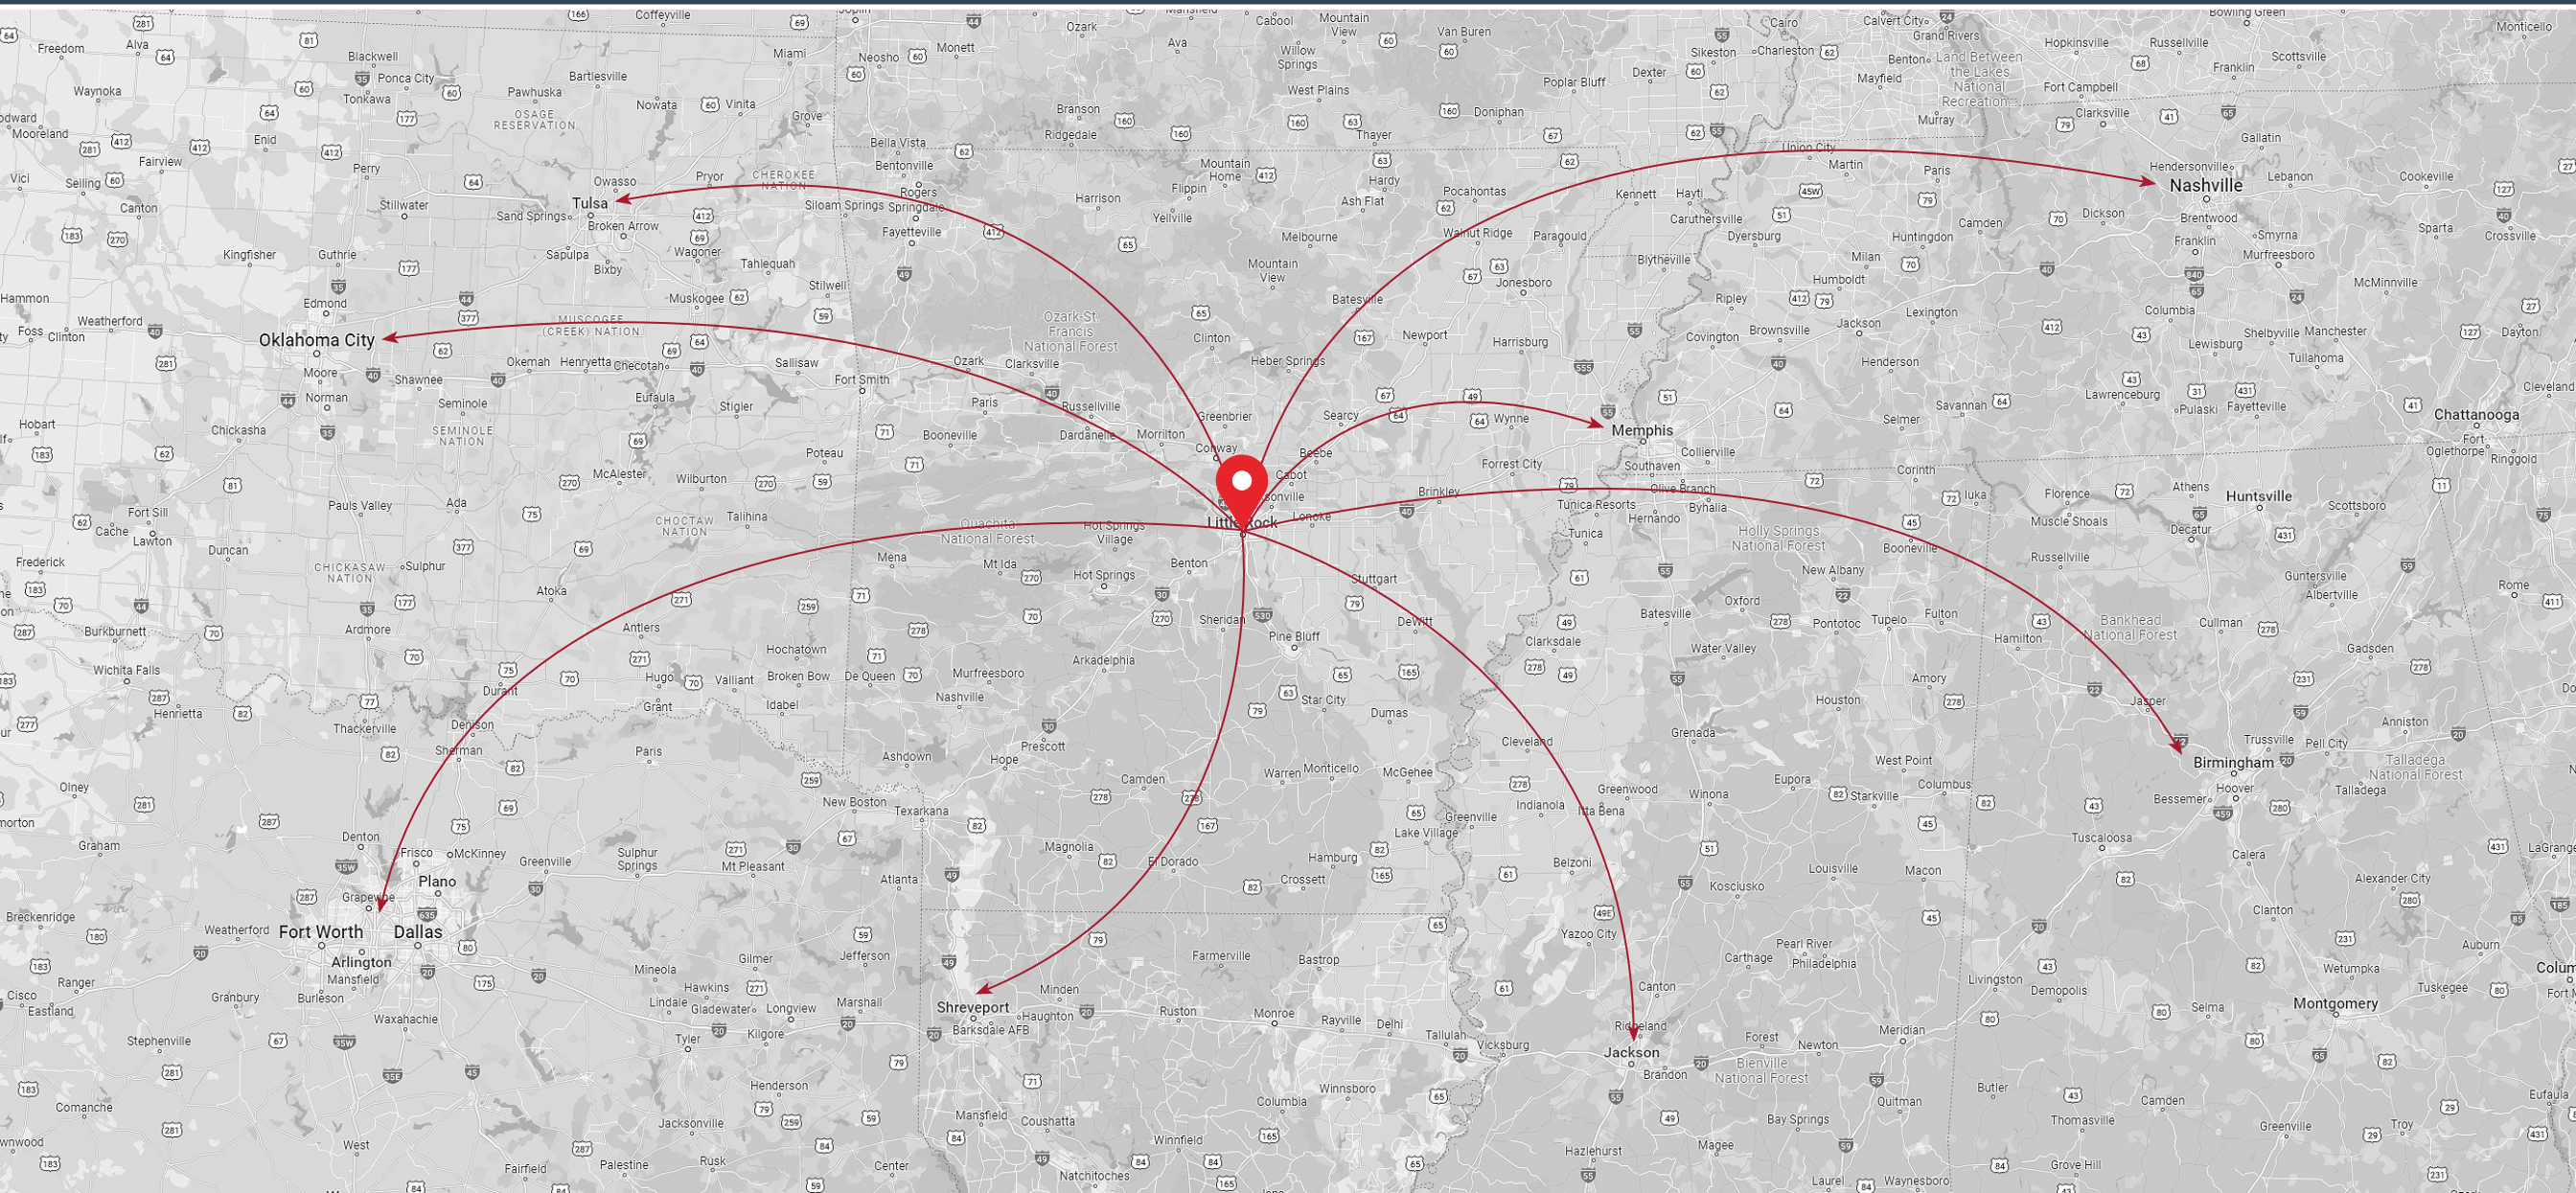 Coffeyville
Joplin
Mansfield
Ozark
Cabool
Mountain
View
Van Buren
Cairo
Calvert City
Bowling Green
Monticello
Freedom
Alva
Blackwell
Miami
Neosho
Monett
Ava
Willow
Springs
Sikeston
Charleston
Grand Rivers
Hopkinsville
Russellville
Scottsville
Ponca City
Bartlesville
Poplar Bluff
Dexter
Benton
Mayfield
Land Between
the Lakes
National
Recreation...
Franklin
Waynoka
Tonkawa
Pawhuska
Nowata
Vinita
Grove
Branson
West Plains
Fort Campbell
OSAGE
RESERVATION
Doniphan
Murray
Clarksville
Mooreland
Enid
Ridgedale
Thayer
Gallatin
Fairview
Perry
Bella Vista
Bentonville
Mountain
Home
Union City
Martin
Hendersonville
Vici
Seiling
Owasso
Pryor
CHEROKEE
NATION
Rogers
Flippin
Hardy
Paris
Nashville
Lebanon
Cookeville
Canton
Stillwater
Tulsa
Sand Springs
Siloam Springs
Springdale
Harrison
Yellville
Ash Flat
Pocahontas
Kennett
Hayti
Caruthersville
Camden
Dickson
Brentwood
Broken Arrow
Fayetteville
Melbourne
Walnut Ridge
Paragould
Dyersburg
Huntingdon
Franklin
Smyrna
Sparta
Crossville
Kingfisher
Guthrie
Sapulpa
Bixby
Wagoner
Tahlequah
Mountain
View
Blytheville
Milan
Murfreesboro
McMinnville
Hammon
Edmond
Muskogee
Stilwell
Batesville
Jonesboro
Ripley
Humboldt
Columbia
Weatherford
Foss
Clinton
Oklahoma City
MUSCOGEE
(CREEK) NATION
Ozark-St.
Francis
National Forest
Clinton
Newport
Harrisburg
Covington
Brownsville
Jackson
Lexington
Shelbyville
Manchester
Lewisburg
Tullahoma
Dayton
Moore
Shawnee
Okemah
Henryetta
Checotah
Sallisaw
Fort Smith
Ozark
Clarksville
Heber Springs
Henderson
Cleveland
Norman
Seminole
Eufaula
Stigler
Paris
Russellville
Greenbrier
Searcy
Wynne
Memphis
Selmer
Savannah
Lawrenceburg
Pulaski
Fayetteville
Chattanooga
Hobart
Chickasha
SEMINOLE
NATION
Booneville
Dardanelle
Morrilton
Conway
Beebe
Collierville
Fort
Oglethorpe
Ringgold
McAlester
Wilburton
Poteau
Cabot
Forrest City
Southaven
Corinth
Pauls Valley
Ada
Talihina
Brinkley
Olive Branch
Byhalia
Iuka
Florence
Athens
Huntsville
Fort Sill
Cache
Lawton
CHOCTAW
NATION
Ouachita
National Forest
Hot Springs
Village
Little Rock
Lonoke
Tunica Resorts
Hernando
Holly Springs
National Forest
Muscle Shoals
Decatur
Scottsboro
Duncan
Mena
Tunica
Booneville
Russellville
Frederick
CHICKASAW
NATION
Sulphur
Atoka
Mt Ida
Hot Springs
Benton
Stuttgart
New Albany
Guntersville
Albertville
Rome
Burkburnett
Ardmore
Antlers
Sheridan
Pine Bluff
DeWitt
Clarksdale
Batesville
Oxford
Pontotoc
Tupelo
Fulton
Hamilton
Bankhead
National Forest
Cullman
Wichita Falls
Hochatown
Arkadelphia
Water Valley
Gadsden
Henrietta
Durant
Hugo
Valliant
Broken Bow
De Queen
Murfreesboro
Nashville
Star City
Dumas
Houston
Amory
Jasper
Thackerville
Denison
Sherman
Grant
Idabel
Paris
Ashdown
Prescott
Hope
Cleveland
Grenada
West Point
Anniston
Trussville
Pell City
Birmingham
Talladega
National Forest
Olney
New Boston
Texarkana
Camden
Warren
Monticello
McGehee
Indianola
Greenwood
Itta Bena
Winona
Eupora
Starkville
Columbus
Bessemer
Hoover
Talladega
Graham
Denton
Frisco
McKinney
Greenville
Sulphur
Springs
Mt Pleasant
Magnolia
El Dorado
Hamburg
Lake Village
Greenville
Tuscaloosa
Calera
LaGrange
Plano
Grapevine
Atlanta
Crossett
Belzoni
Kosciusko
Louisville
Macon
Alexander City
Breckenridge
Weatherford
Fort Worth
Dallas
Arlington
Mansfield
Jefferson
Yazoo City
Pearl River
Philadelphia
Carthage
Clanton
Auburn
Ranger
Cisco
Eastland
Granbury
Burleson
Mineola
Gilmer
Hawkins
Lindale
Gladewater
Longview
Marshall
Shreveport
Minden
Haughton
Barksdale AFB
Farmerville
Bastrop
Canton
Livingston
Demopolis
Wetumpka
Selma
Montgomery
Tuskegee
Stephenville
Waxahachie
Tyler
Kilgore
Ruston
Monroe
Rayville
Delhi
Tallulah
Vicksburg
Ridgeland
Jackson
Brandon
Forest
Newton
Meridian
Bienville
National Forest
Comanche
Henderson
Mansfield
Coushatta
Winnsboro
Columbia
Butler
Quitman
Camden
Thomasville
Eufaula
West
Jacksonville
Winnfield
Bay Springs
Magee
Hazlehurst
Greenville
Troy
Fairfield
Palestine
Rusk
Center
Natchitoches
Laurel
Waynesboro
Grove Hill